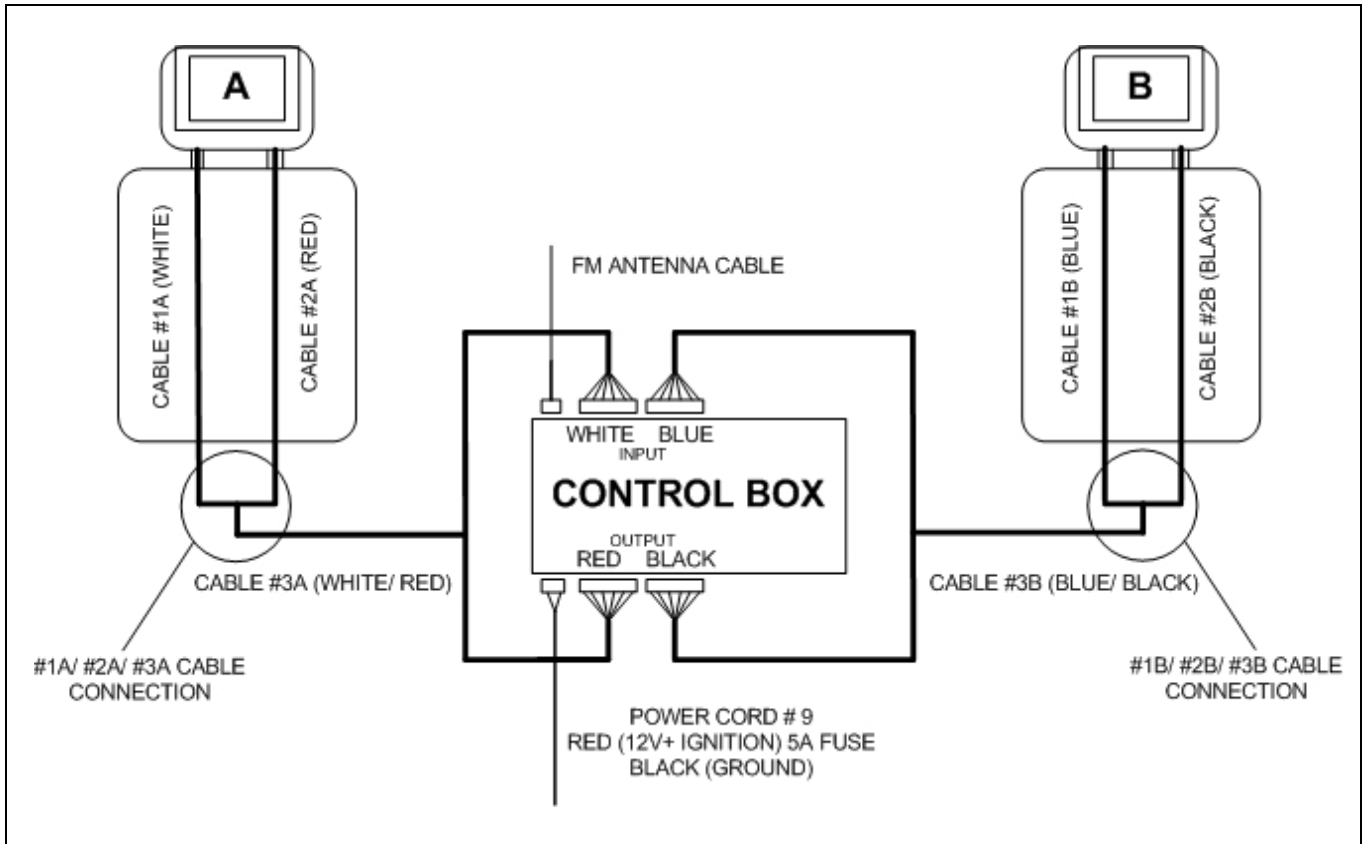 A
B
CABLE #1A (WHITE)
CABLE #2A (RED)
CABLE #1B (BLUE)
CABLE #2B (BLACK)
FM ANTENNA CABLE
WHITE BLUE
INPUT
CONTROL BOX
OUTPUT
RED BLACK
CABLE #3A (WHITE/ RED)
CABLE #3B (BLUE/ BLACK)
#1A/ #2A/ #3A CABLE
CONNECTION
#1B/ #2B/ #3B CABLE
CONNECTION
POWER CORD # 9
RED (12V+ IGNITION) 5A FUSE
BLACK (GROUND)